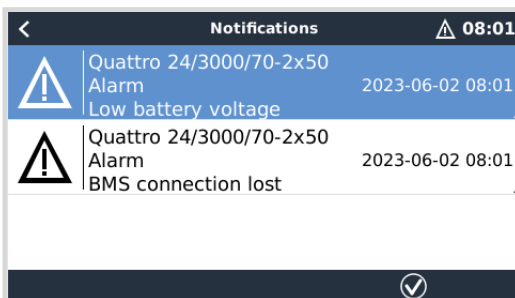 Notifications
08:01
Quattro 24/3000/70-2x50
Alarm
2023-06-02 08:01
Low battery voltage
Quattro 24/3000/70-2x50
Alarm
2023-06-02 08:01
BMS connection lost